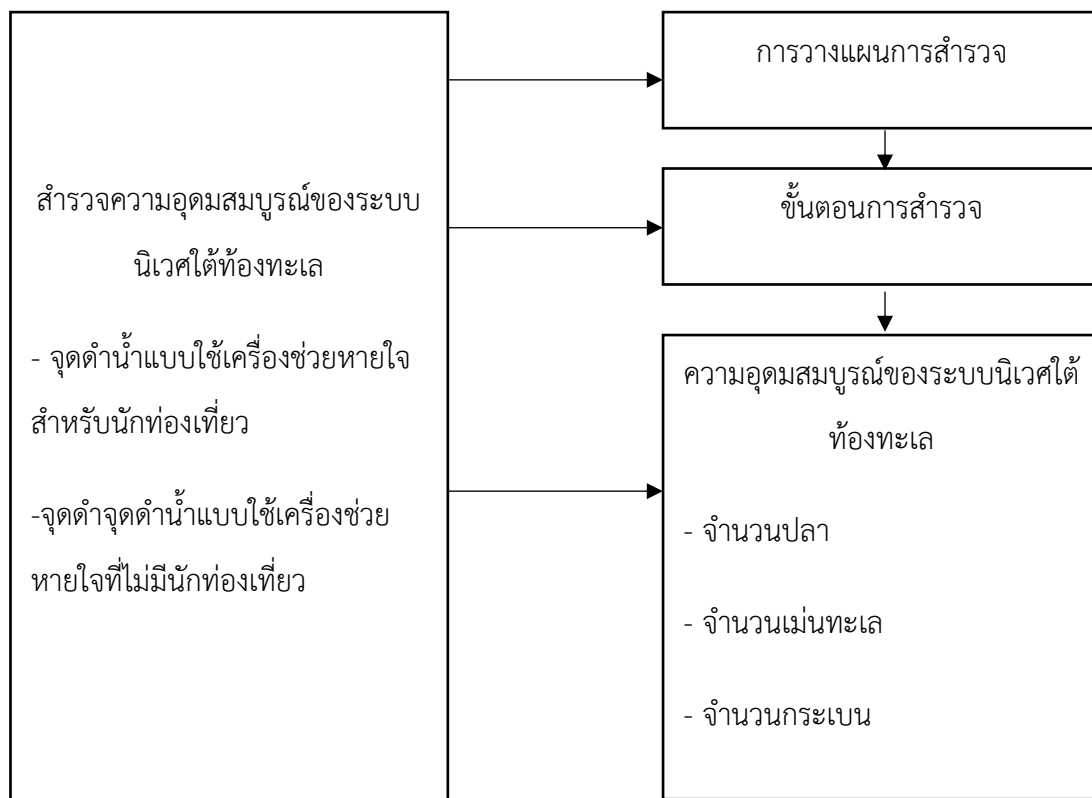 สำรวจความอุดมสมบูรณ์ของระบบ
นิเวศใต้ท้องทะเล
- จุดดำน้ำแบบใช้เครื่องช่วยหายใจ
สำหรับนักท่องเที่ยว
-จุดดำจุดดำน้ำแบบใช้เครื่องช่วย
หายใจที่ไม่มีนักท่องเที่ยว
การวางแผนการสำรวจ
ขั้นตอนการสำรวจ
ความอุดมสมบูรณ์ของระบบนิเวศใต้
ท้องทะเล
- จำนวนปลา
- จำนวนเม่นทะเล
- จำนวนกระเบน